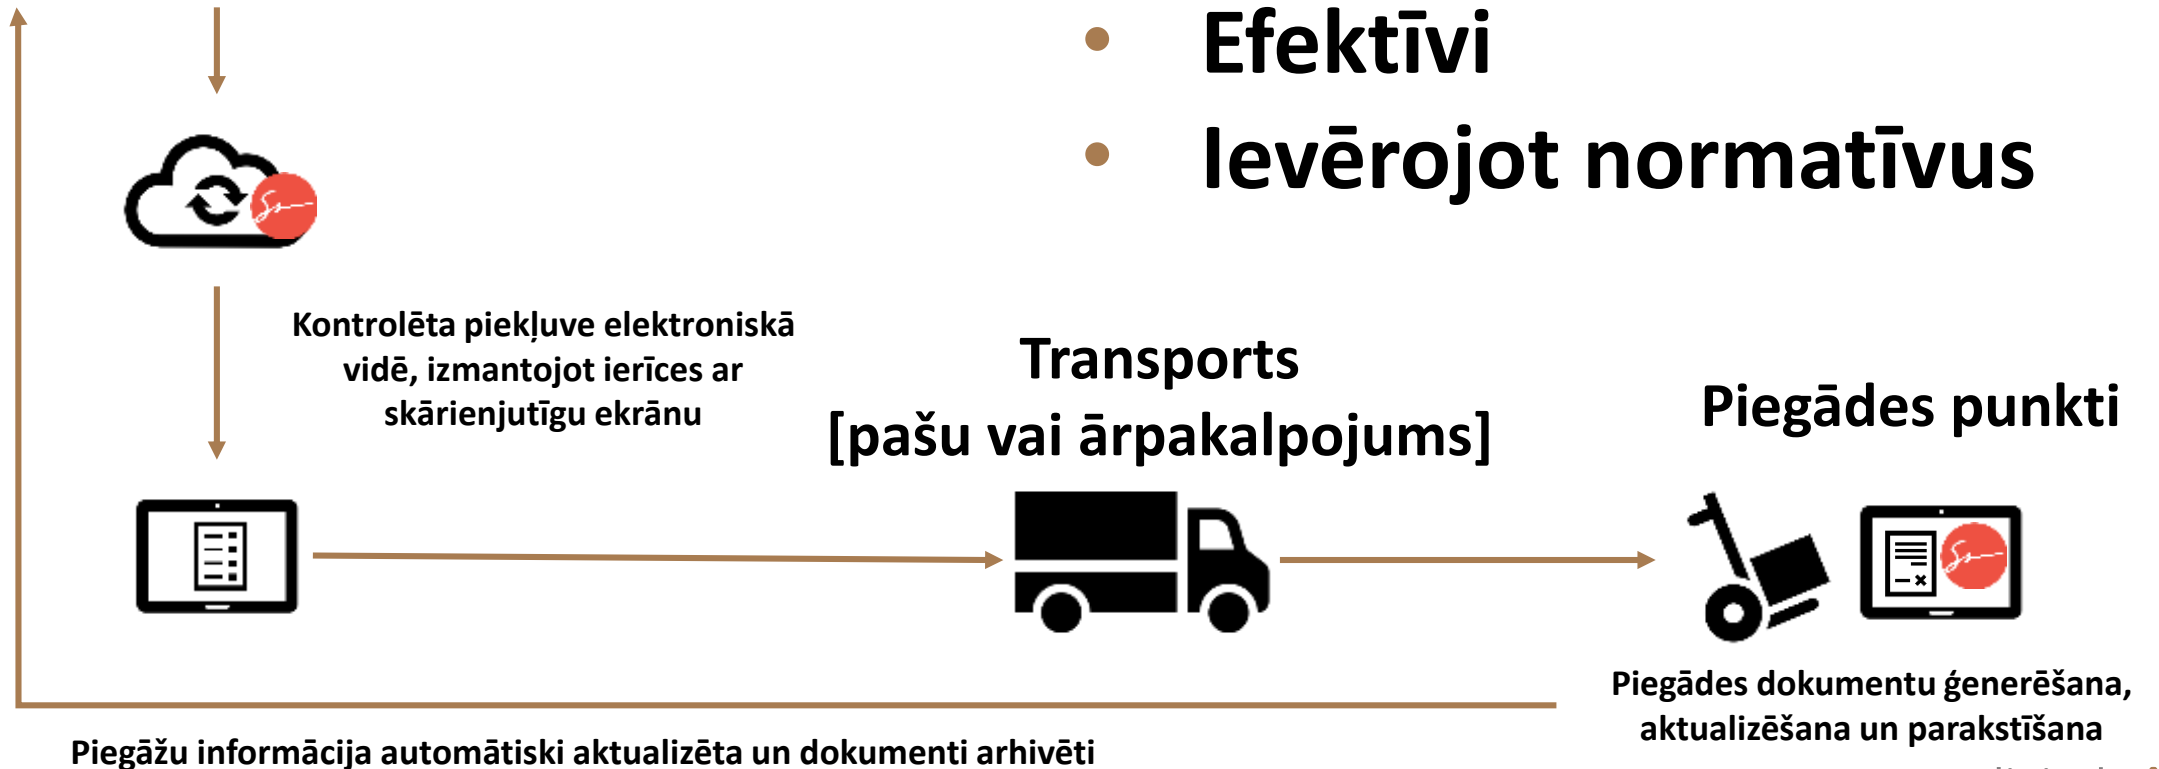 Efektīvi
Ievērojot normatīvus
Kontrolēta piekļuve elektroniskā
vidē, izmantojot ierīces ar
skārienjutīgu ekrānu
Transports
[pašu vai ārpakalpojums]
Piegādes punkti
Piegādes dokumentu ģenerēšana,
aktualizēšana un parakstīšana
Piegāžu informācija automātiski aktualizēta un dokumenti arhivēti